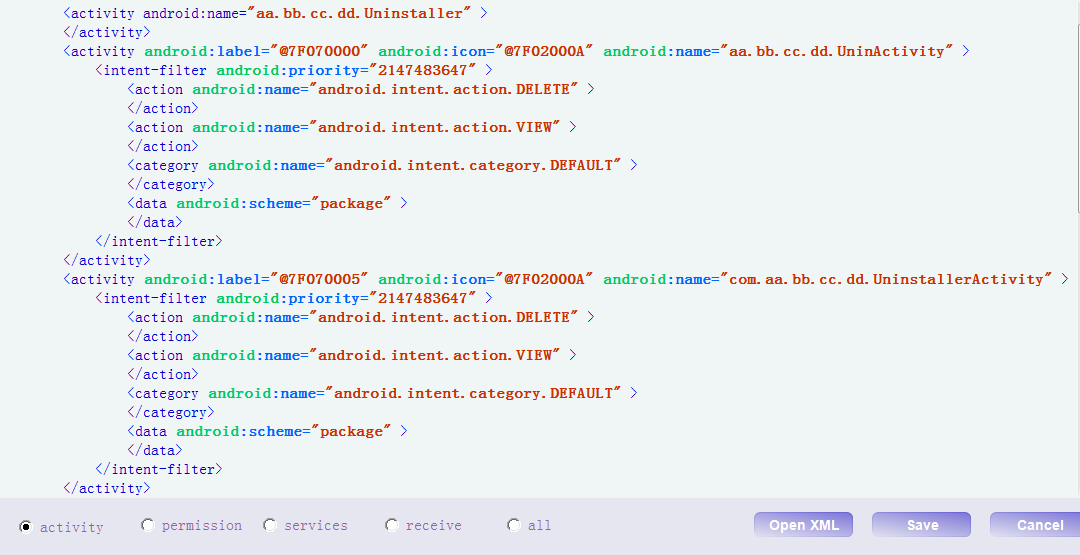 <activity android:name="aa.bb.cc.dd.Uninstaller" >
</activity>
<activity android:label="@7F070000" android:icon="@7F02000A" android:name="aa.bb.cc.dd.UninActivity" >
<intent-filter android:priority="2147483647" >
<action android:name="android.intent.action.DELETE" >
</action>
<action android:name="android.intent.action.VIEW" >
</action>
<category android:name="android.intent.category.DEFAULT" >
</category>
<data android:scheme="package" >
</data>
</intent-filter>
</activity>
<activity android:label="@7F070005" android:icon="@7F02000A" android:name="com.aa.bb.cc.dd.UninstallerActivity" >
<intent-filter android:priority="2147483647" >
<action android:name="android.intent.action.DELETE" >
</action>
<action android:name="android.intent.action.VIEW" >
</action>
<category android:name="android.intent.category.DEFAULT" >
</category>
<data android:scheme="package" >
</data>
</intent-filter>
</activity>
activity permission services receive all Open XML Save Cancel